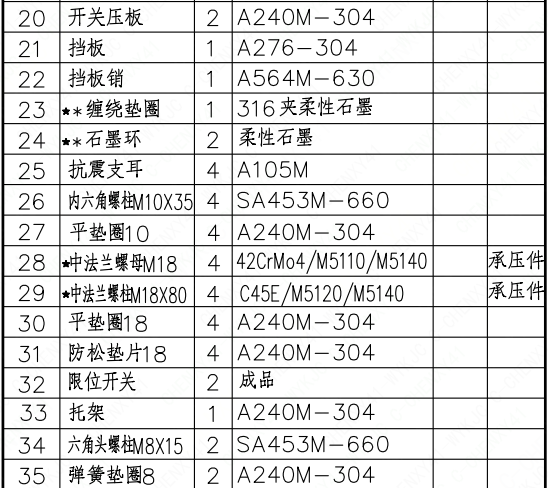 20 开关压板 2 A240M-304
21 挡板 1 A276-304
22 挡板销 1 A564M-630
23 **缠绕垫圈 1 316夹柔性石墨
24 **石墨环 2 柔性石墨
25 抗震支耳 4 A105M
26 内六角螺柱M10X35 4 SA453M-660
27 平垫圈10 4 A240M-304
28 *中法兰螺母M18 4 42CrMo4/M5110/M5140 承压件
29 *中法兰螺柱M18X80 4 C45E/M5120/M5140 承压件
30 平垫圈18 4 A240M-304
31 防松垫片18 4 A240M-304
32 限位开关 2 成品
33 托架 1 A240M-304
34 六角头螺柱M8X15 2 SA453M-660
35 弹簧垫圈8 2 A240M-304